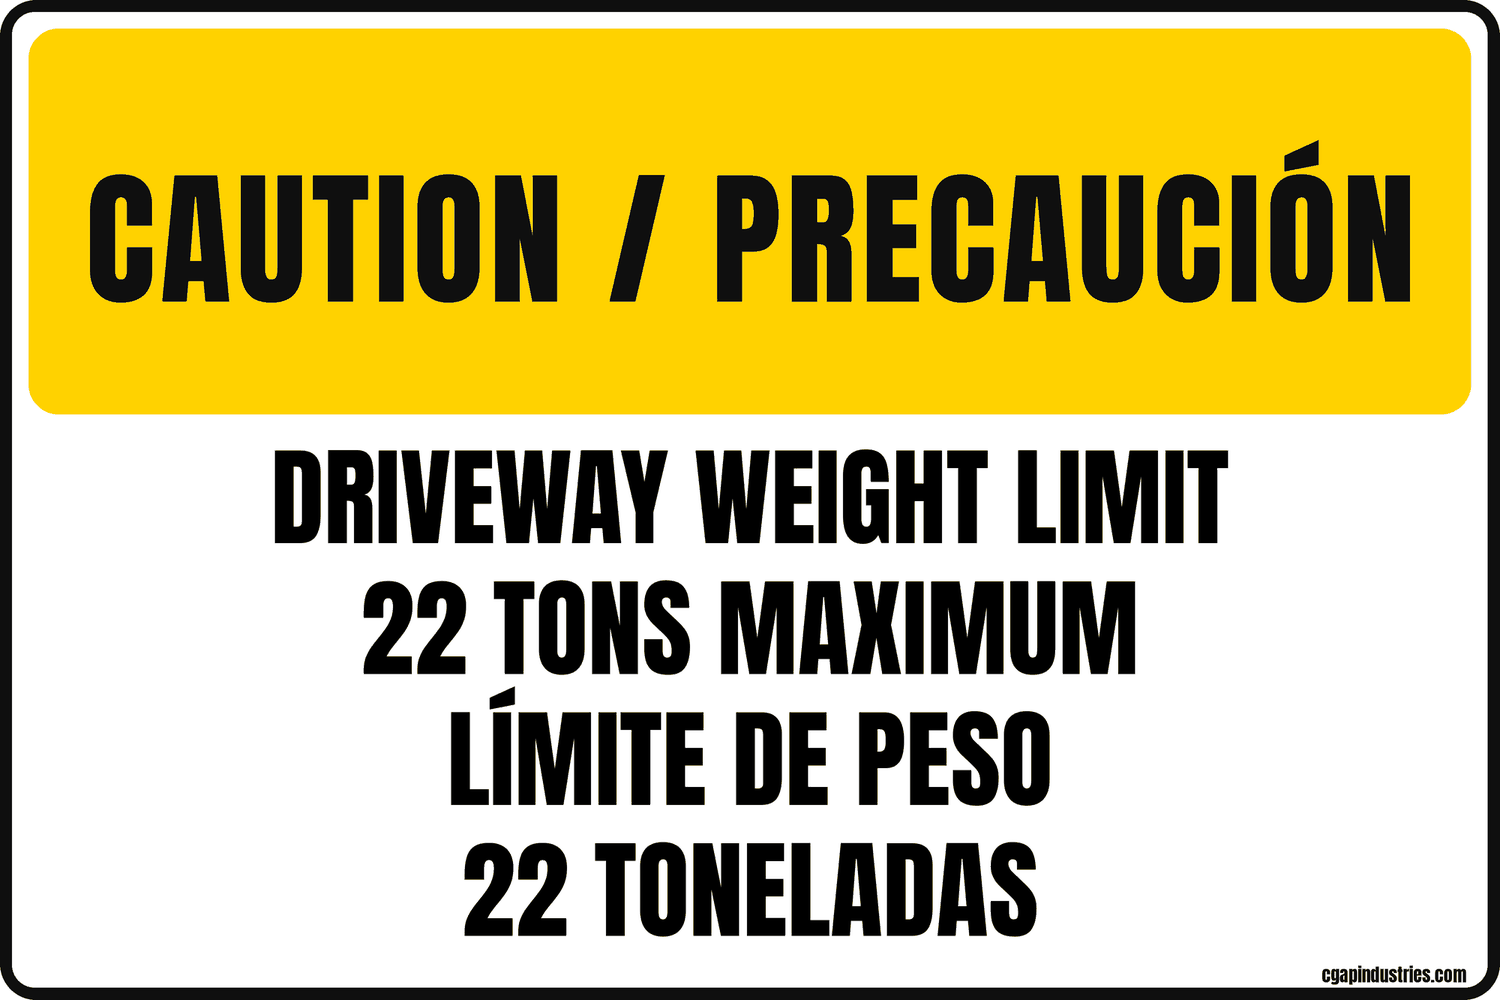 CAUTION / PRECAUCIÓN
DRIVEWAY WEIGHT LIMIT
22 TONS MAXIMUM
LÍMITE DE PESO
22 TONELADAS
cgapindustries.com